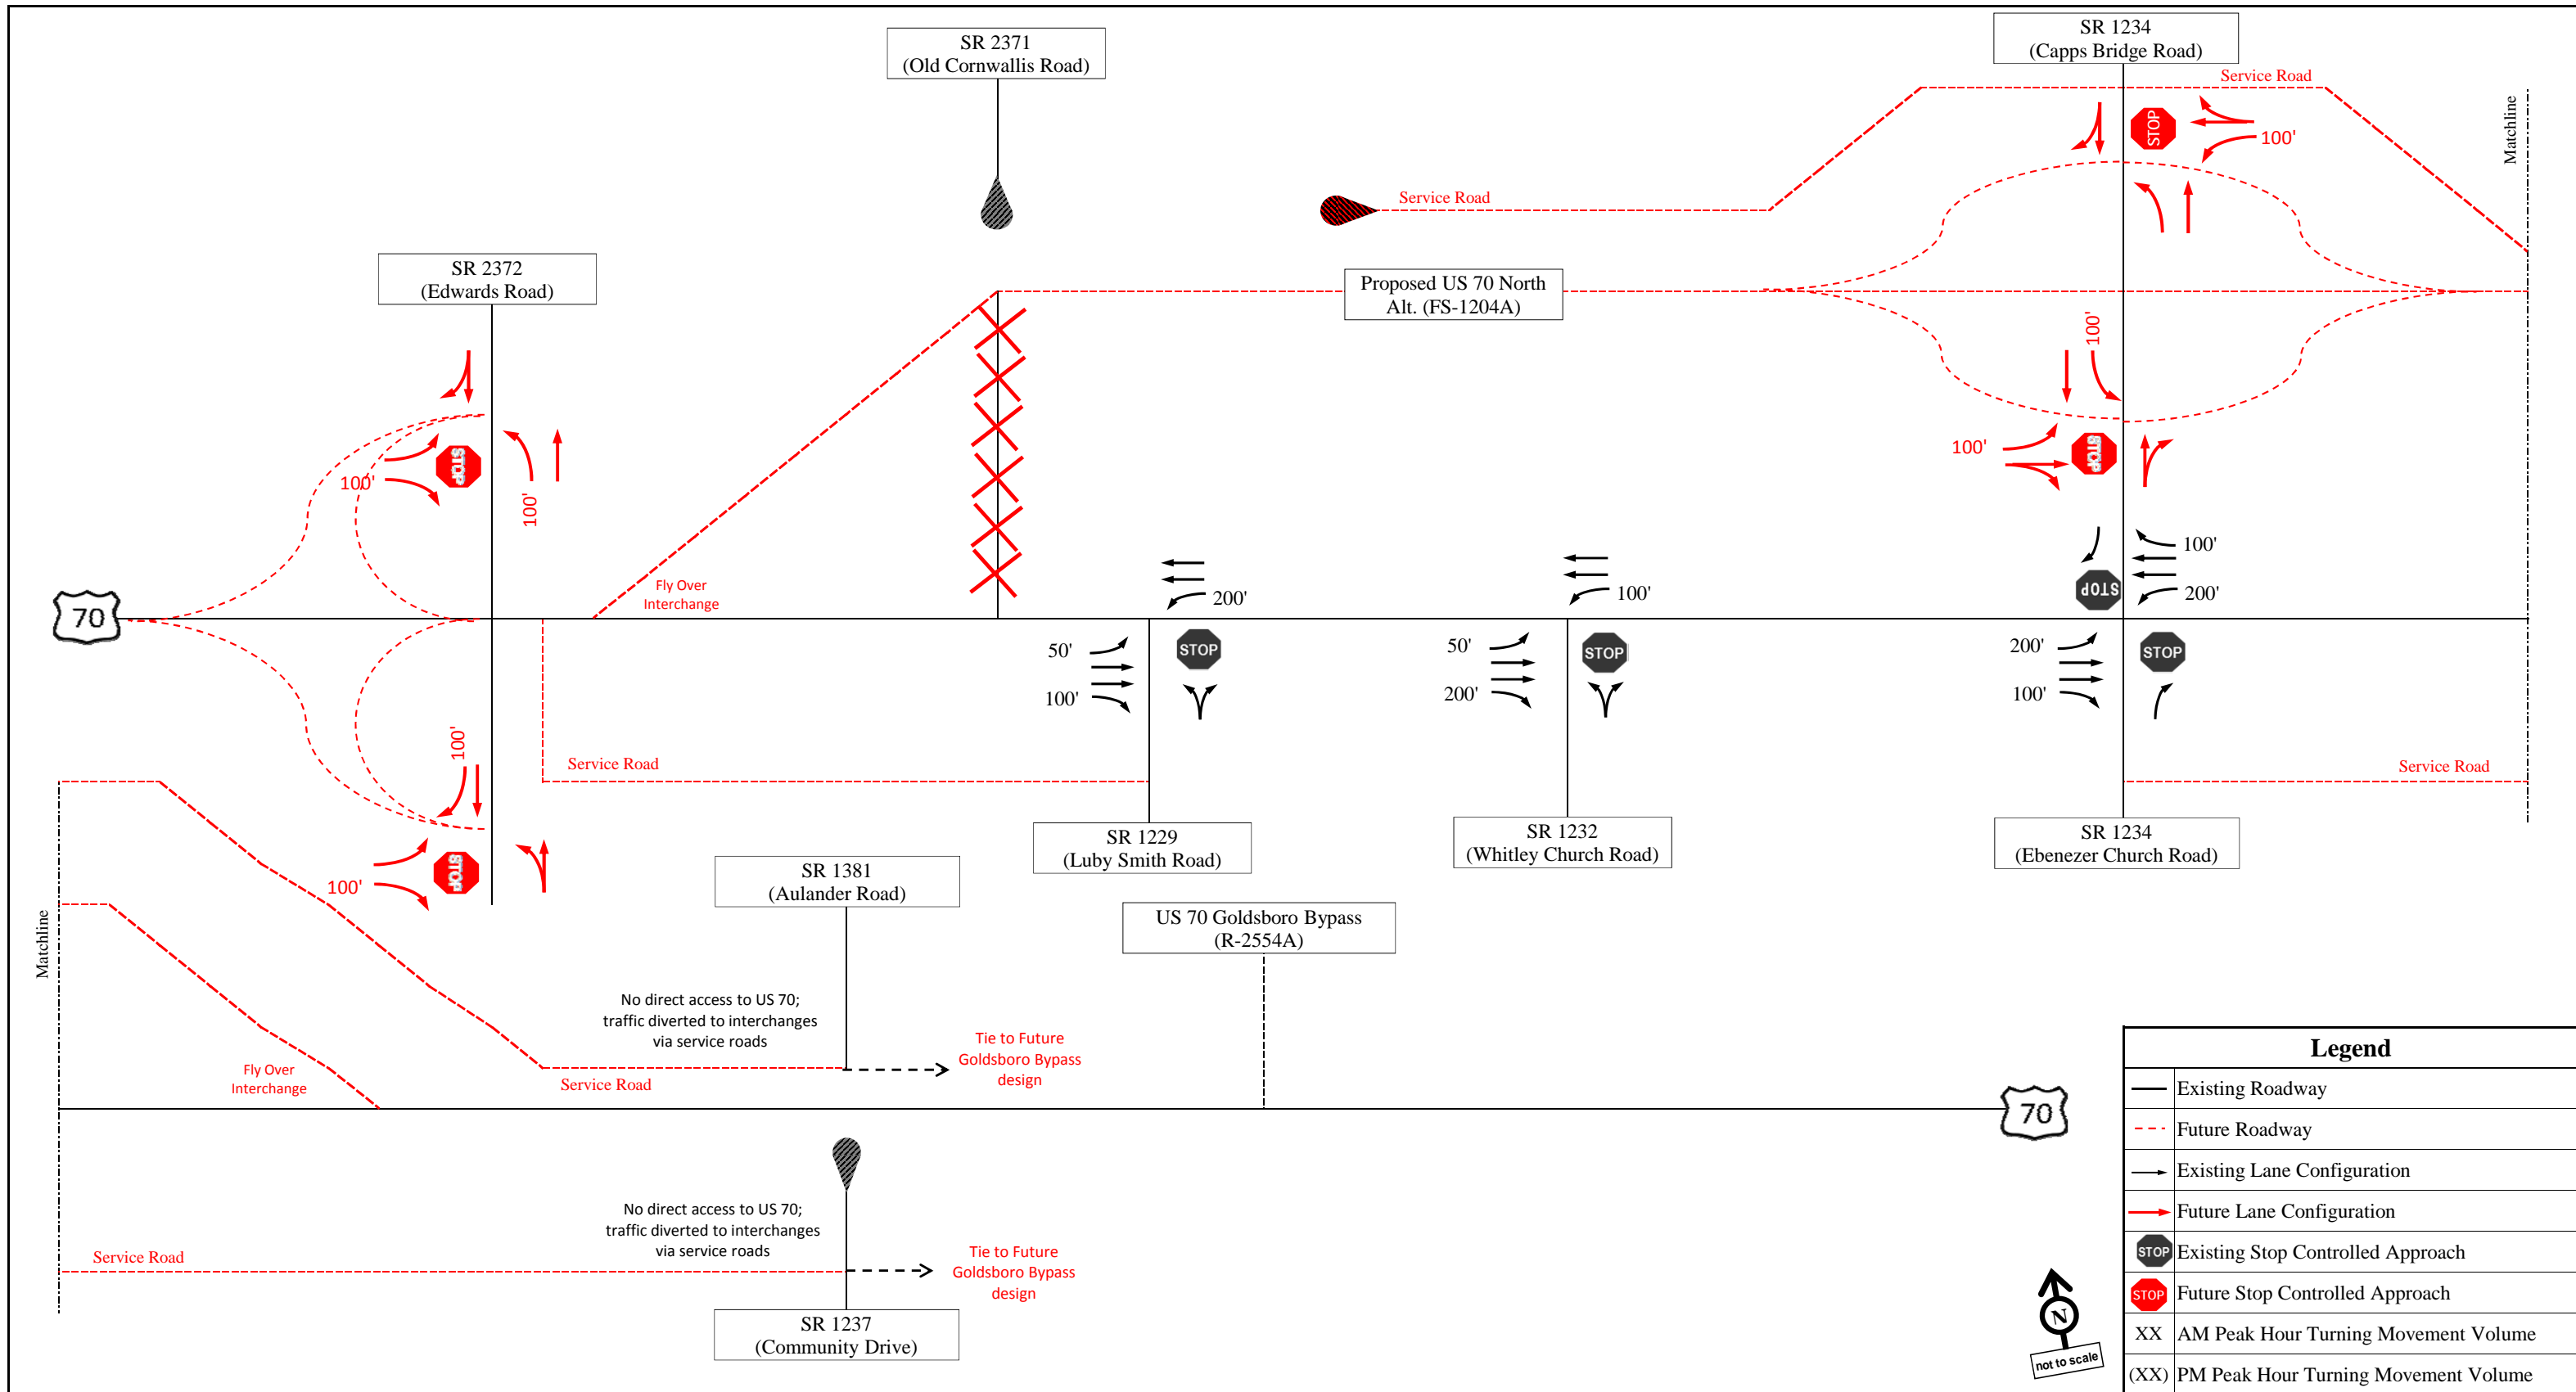 SR 2371
(Old Cornwallis Road)
SR 1234
(Capps Bridge Road)
Service Road
Matchline
STOP
100'
Service Road
SR 2372
(Edwards Road)
Proposed US 70 North
Alt. (FS-1204A)
100'
100'
STOP
100'
STOP
100'
100'
Fly Over
Interchange
70
200'
100'
100'
STOP
200'
50'
STOP
100'
50'
STOP
200'
200'
STOP
100'
100'
Service Road
Service Road
SR 1229
(Luby Smith Road)
SR 1232
(Whitley Church Road)
SR 1234
(Ebenezer Church Road)
STOP
100'
SR 1381
(Aulander Road)
US 70 Goldsboro Bypass
(R-2554A)
Matchline
No direct access to US 70;
traffic diverted to interchanges
via service roads
Tie to Future
Goldsboro Bypass
design
Fly Over
Interchange
Service Road
70
No direct access to US 70;
traffic diverted to interchanges
via service roads
Service Road
Tie to Future
Goldsboro Bypass
design
SR 1237
(Community Drive)
N
not to scale
Legend
Existing Roadway
Future Roadway
Existing Lane Configuration
Future Lane Configuration
STOP Existing Stop Controlled Approach
STOP Future Stop Controlled Approach
XX AM Peak Hour Turning Movement Volume
(XX) PM Peak Hour Turning Movement Volume